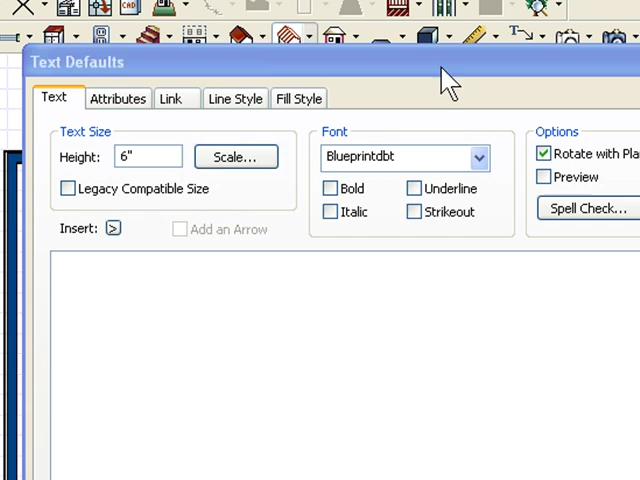 CAD
Text Defaults
Text Attributes Link Line Style Fill Style
Text Size Font Options
Height: 6" Scale... Blueprintdbt Rotate with Pla
Legacy Compatible Size Bold Underline Preview
Insert: > Add an Arrow Italic Strikeout Spell Check...